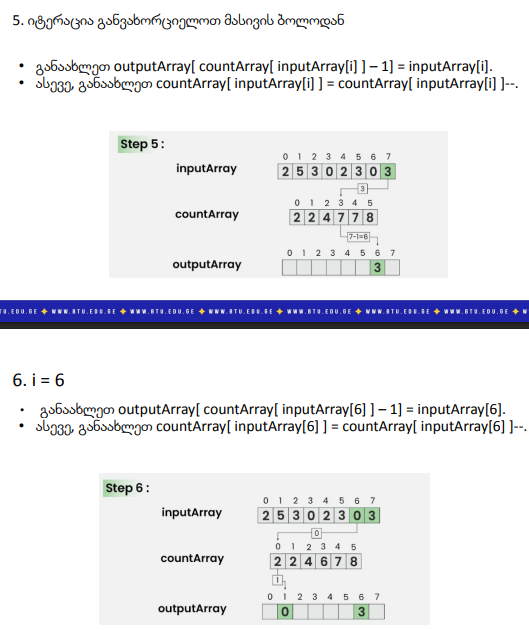 5. იტერაცია განვახორციელოთ მასივის ბოლოდან
• განაახლეთ outputArray[ countArray[ inputArray[i] ] – 1] = inputArray[i].
• ასევე, განაახლეთ countArray[ inputArray[i] ] = countArray[ inputArray[i] ]--.
Step 5 :
0 1 2 3 4 5 6 7
inputArray 2 5 3 0 2 3 0 3
3
0 1 2 3 4 5
countArray 2 2 4 7 7 8
7-1=6
0 1 2 3 4 5 6 7
outputArray 3
TU.EDU.GE ✦ WWW.BTU.EDU.GE ✦ WWW.BTU.EDU.GE ✦ WWW.BTU.EDU.GE ✦ WWW.BTU.EDU.GE ✦ WWW.BTU.EDU.GE ✦ WWW.BTU.EDU.GE ✦ W
6. i = 6
• განაახლეთ outputArray[ countArray[ inputArray[6] ] – 1] = inputArray[6].
• ასევე, განაახლეთ countArray[ inputArray[6] ] = countArray[ inputArray[6] ]--.
Step 6 :
0 1 2 3 4 5 6 7
inputArray 2 5 3 0 2 3 0 3
0
0 1 2 3 4 5
countArray 2 2 4 6 7 8
1
0 1 2 3 4 5 6 7
outputArray 0 3